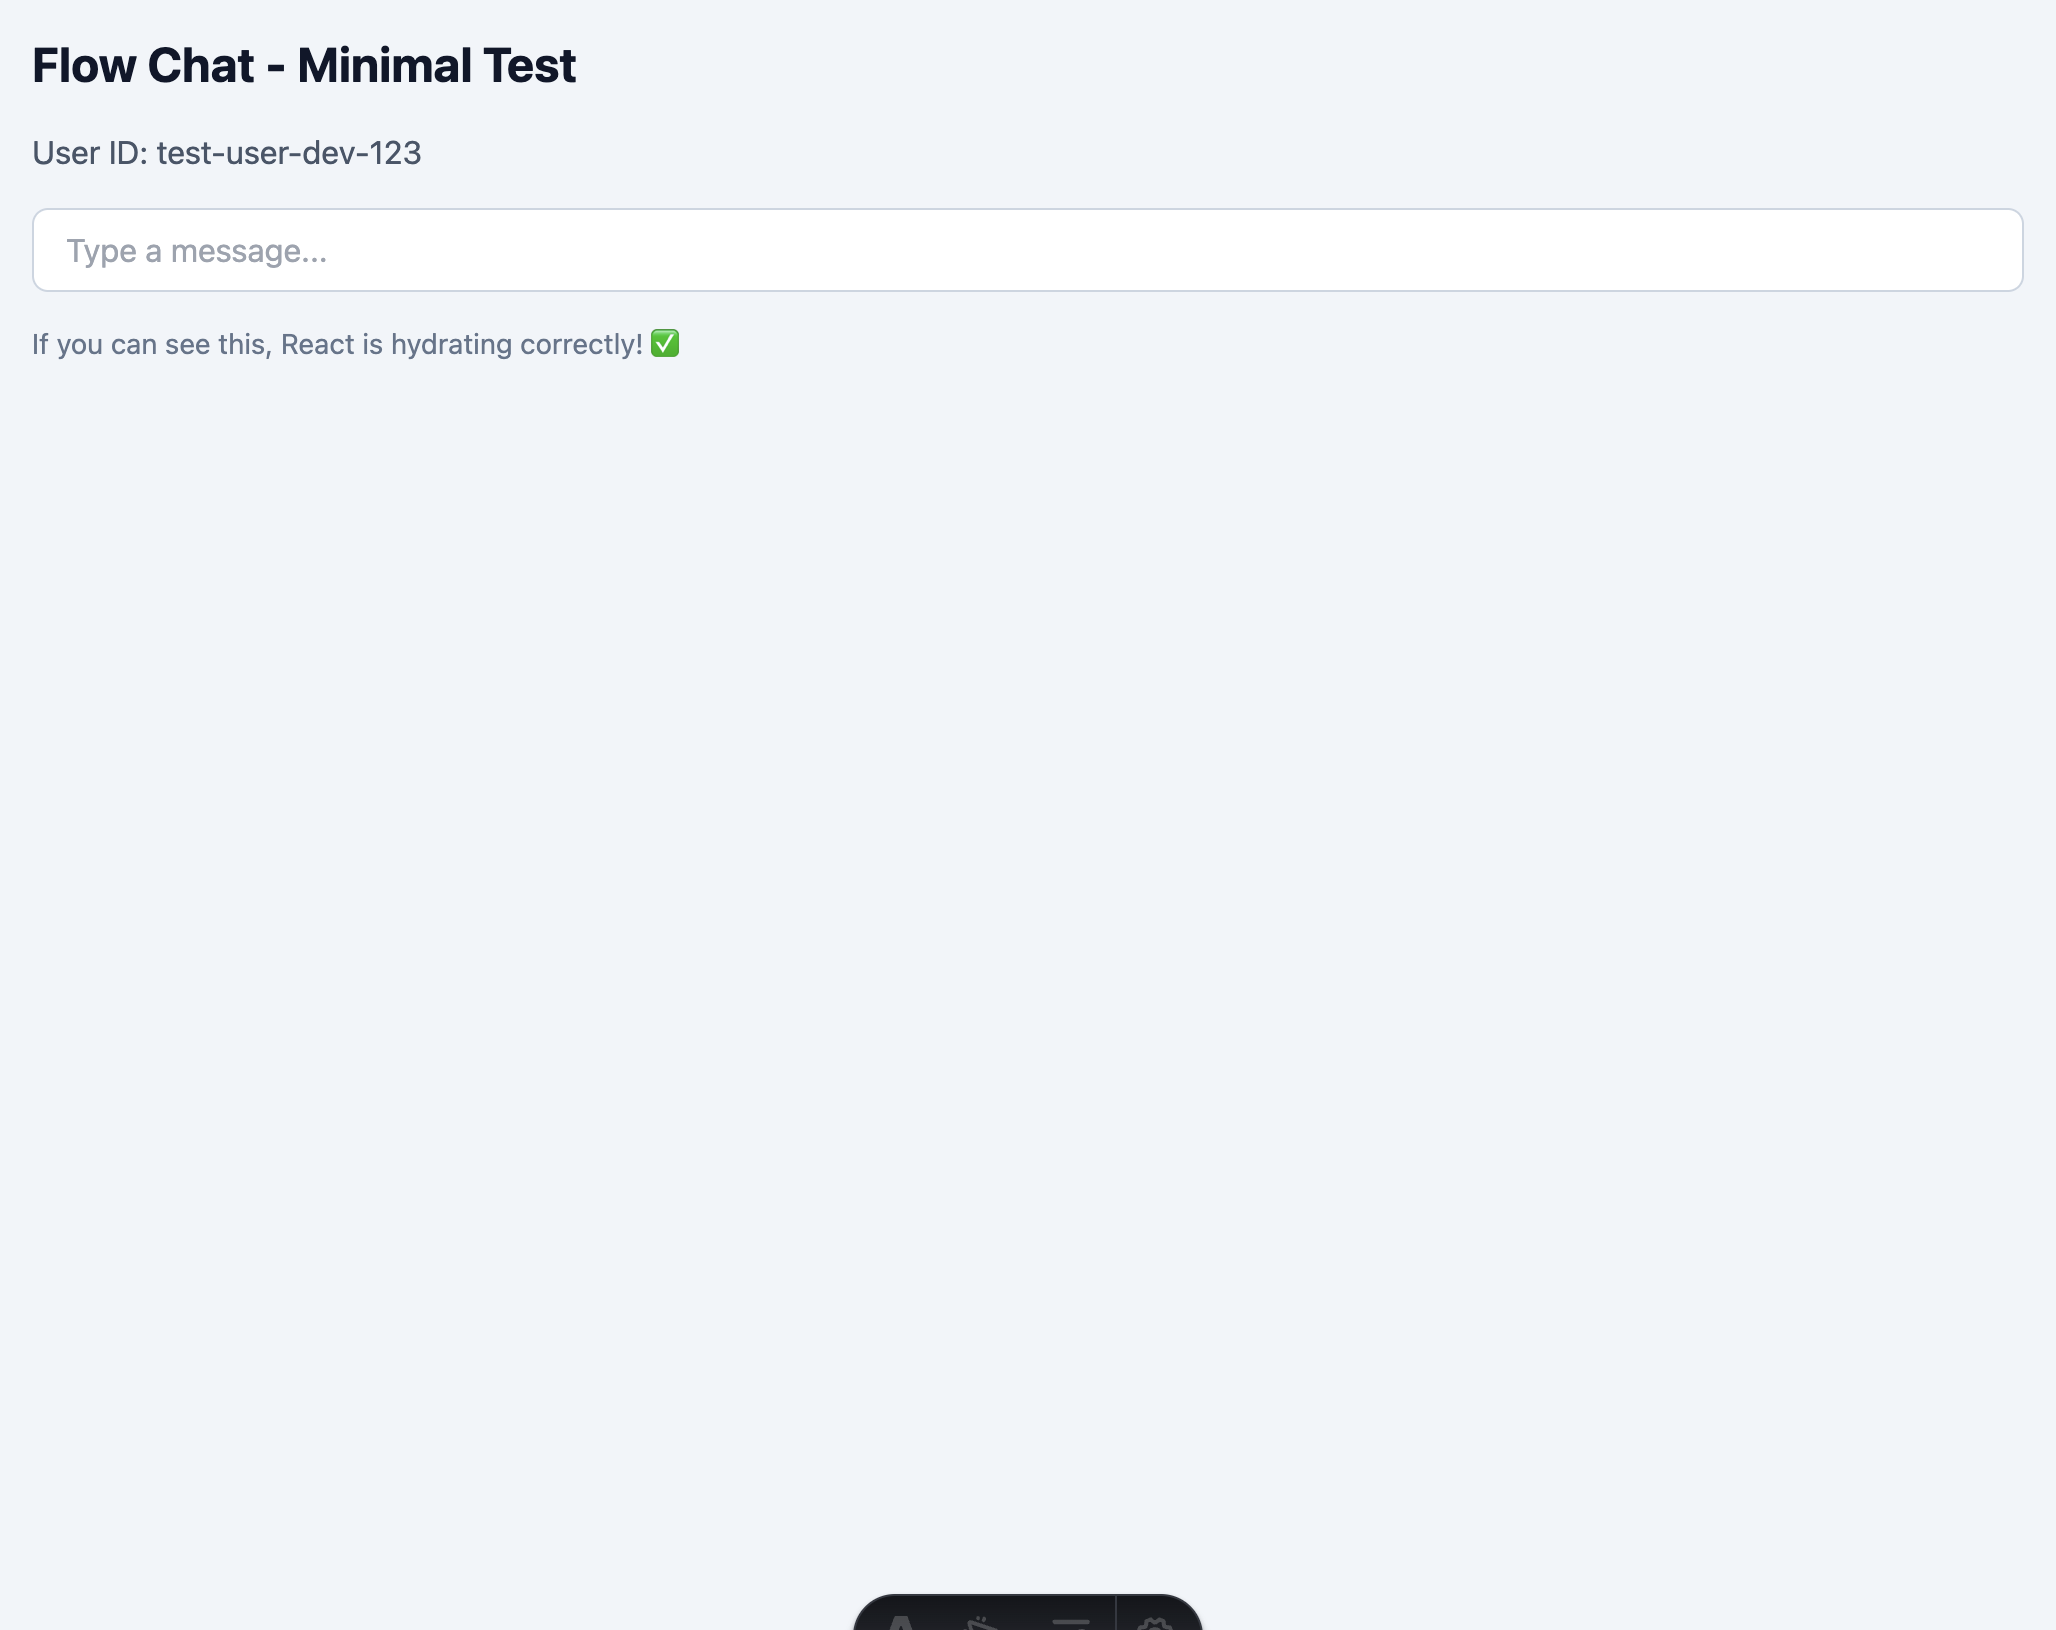 Flow Chat - Minimal Test
User ID: test-user-dev-123
Type a message...
If you can see this, React is hydrating correctly! ✅